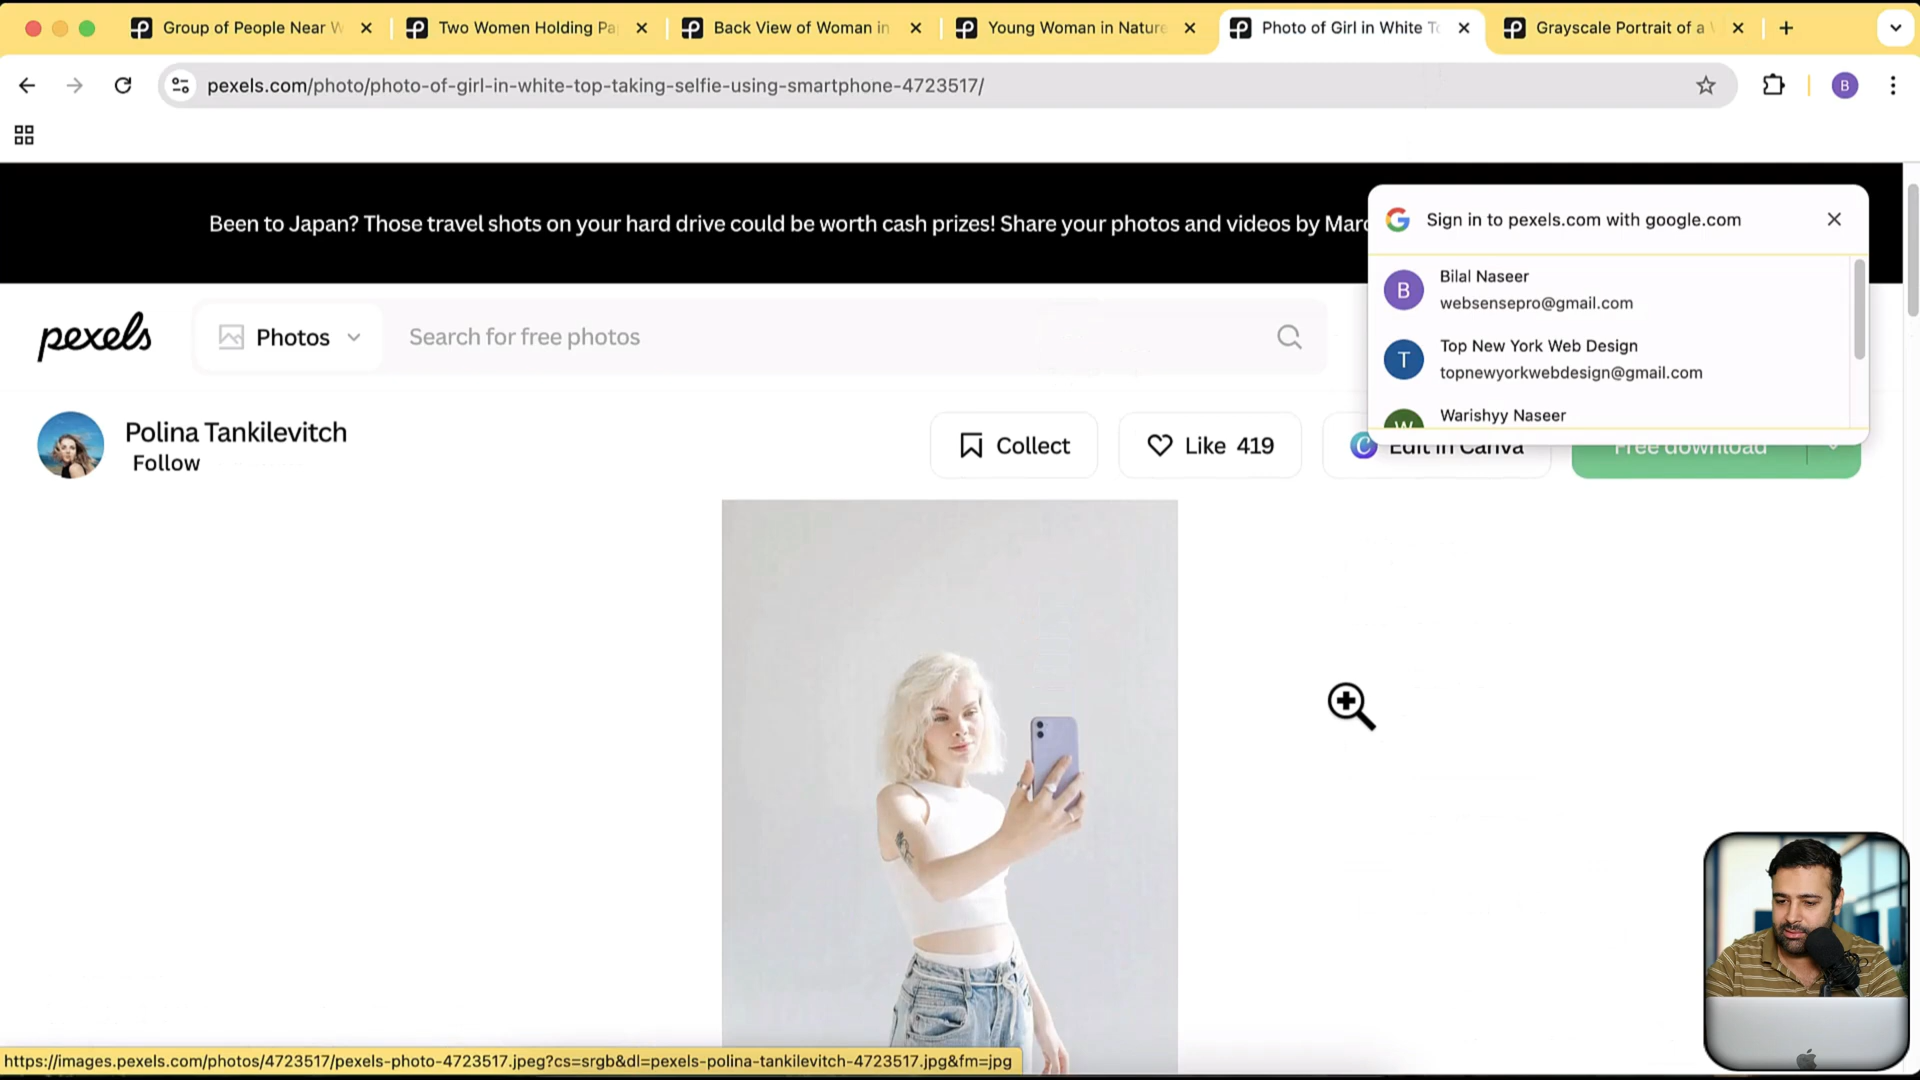 Group of People Near W
Two Women Holding Pa
Back View of Woman in
Young Woman in Nature
Photo of Girl in White To
Grayscale Portrait of a
pexels.com/photo/photo-of-girl-in-white-top-taking-selfie-using-smartphone-4723517/
B
Been to Japan? Those travel shots on your hard drive could be worth cash prizes! Share your photos and videos by Marc
Sign in to pexels.com with google.com
B
Bilal Naseer
websensepro@gmail.com
T
Top New York Web Design
topnewyorkwebdesign@gmail.com
W
Warishyy Naseer
pexels
Photos
Search for free photos
Polina Tankilevitch
Follow
Collect
Like 419
Edit in Canva
Free download
https://images.pexels.com/photos/4723517/pexels-photo-4723517.jpeg?cs=srgb&dl=pexels-polina-tankilevitch-4723517.jpg&fm=jpg